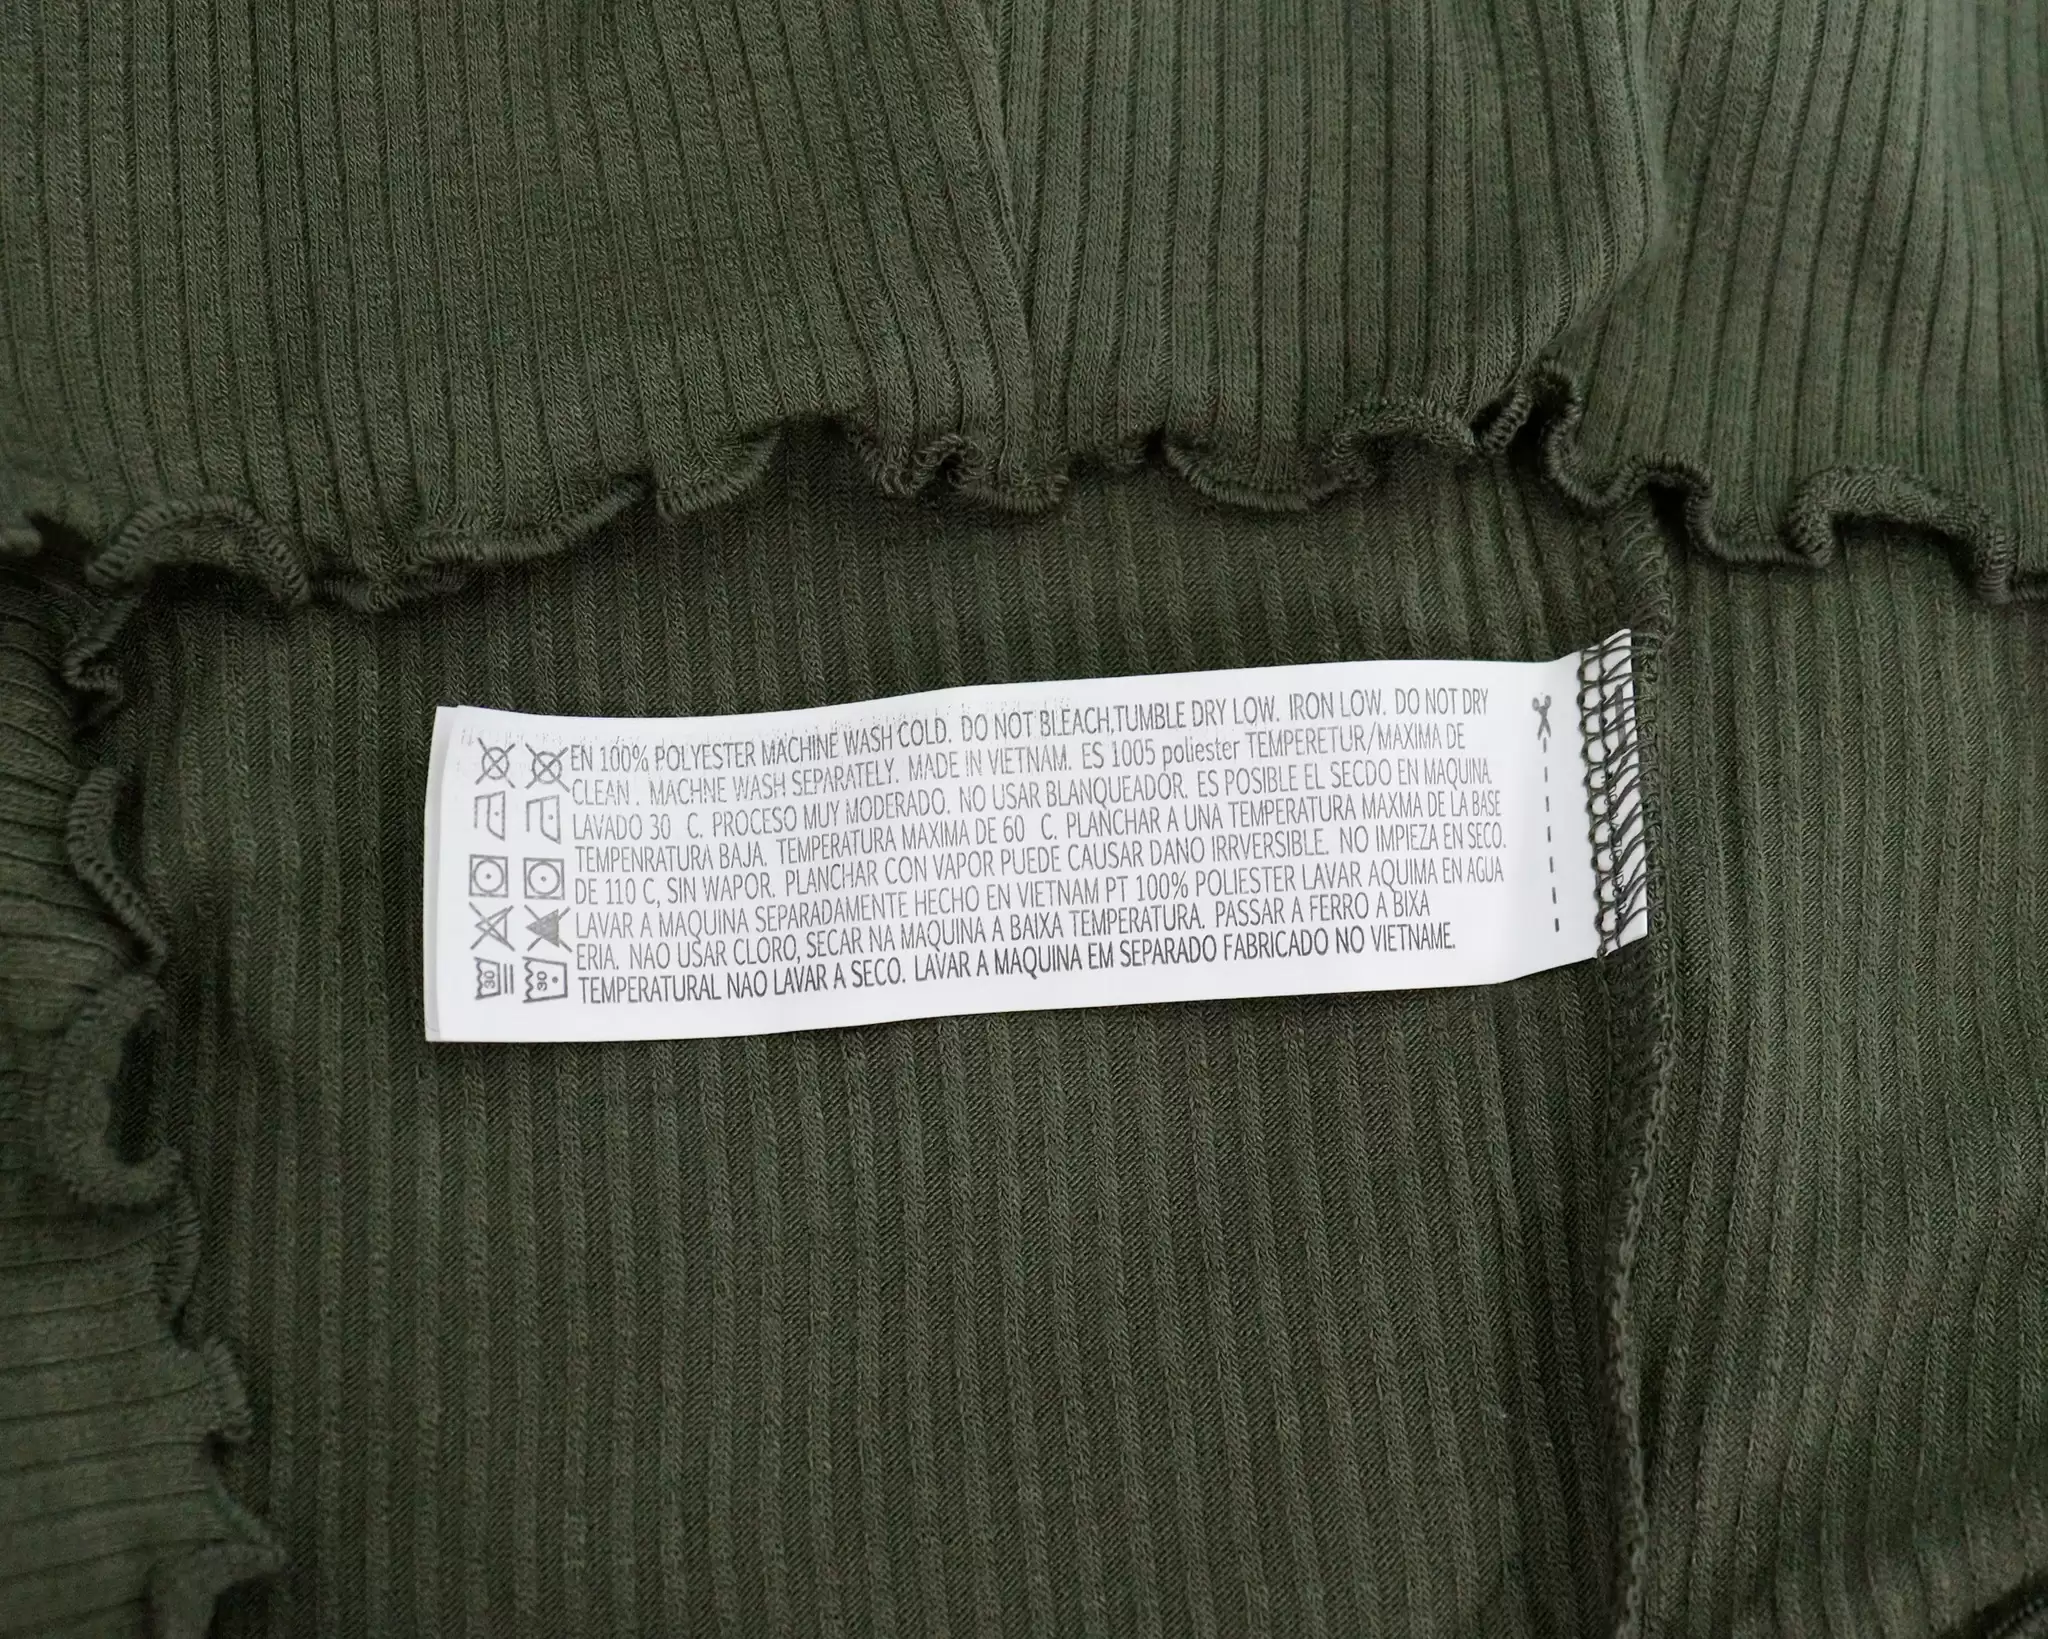 EN 100% POLYESTER MACHINE WASH COLD. DO NOT BLEACH,TUMBLE DRY LOW. IRON LOW. DO NOT DRY
CLEAN. MACHNE WASH SEPARATELY. MADE IN VIETNAM. ES 1005 poliester TEMPERETUR/MAXIMA DE
LAVADO 30 C. PROCESO MUY MODERADO. NO USAR BLANQUEADOR. ES POSIBLE EL SECDO EN MAQUINA
TEMPENRATURA BAJA. TEMPERATURA MAXIMA DE 60 C. PLANCHAR A UNA TEMPERATURA MAXMA DE LA BASE
DE 110 C, SIN WAPOR. PLANCHAR CON VAPOR PUEDE CAUSAR DANO IRRVERSIBLE. NO IMPIEZA EN SECO.
LAVAR A MAQUINA SEPARADAMENTE HECHO EN VIETNAM PT 100% POLIESTER LAVAR AQUIMA EN AGUA
ERIA. NAO USAR CLORO, SECAR NA MAQUINA A BAIXA TEMPERATURA. PASSAR A FERRO A BIXA
TEMPERATURAL NAO LAVAR A SECO. LAVAR A MAQUINA EM SEPARADO FABRICADO NO VIETNAME.
30 30